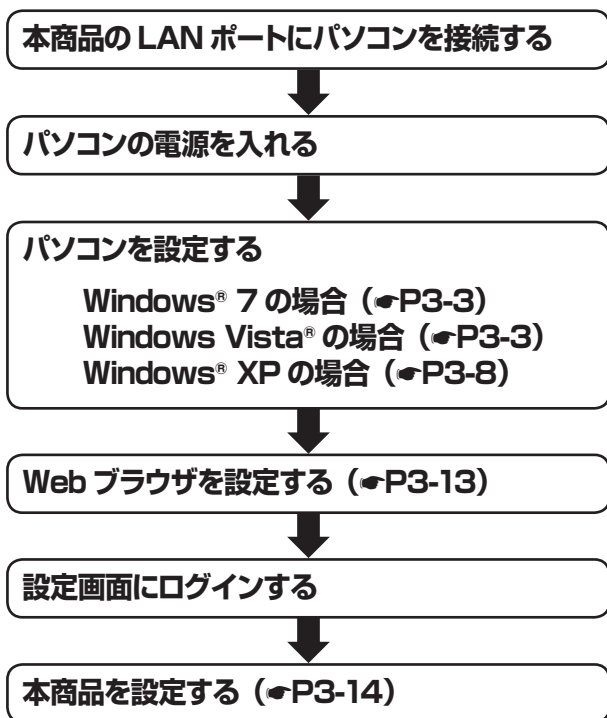 本商品の LAN ポートにパソコンを接続する
パソコンの電源を入れる
パソコンを設定する
Windows® 7 の場合（☛P3-3）
Windows Vista® の場合（☛P3-3）
Windows® XP の場合（☛P3-8）
Web ブラウザを設定する（☛P3-13）
設定画面にログインする
本商品を設定する（☛P3-14）